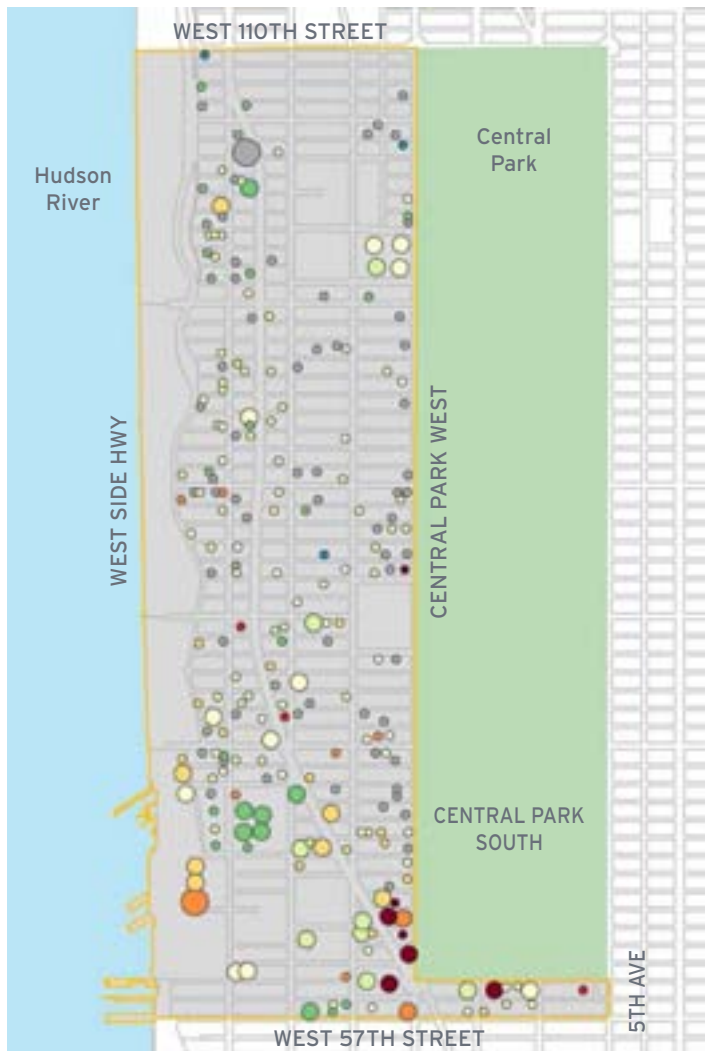 WEST 110TH STREET
Central
Park
Hudson
River
WEST SIDE HWY
CENTRAL PARK WEST
CENTRAL PARK
SOUTH
5TH AVE
WEST 57TH STREET